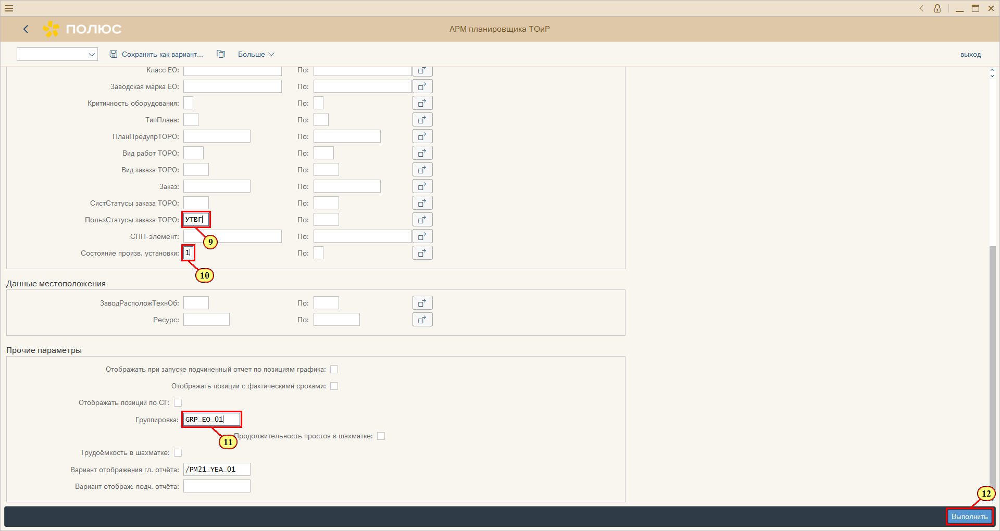 ПОЛЮС
АРМ планировщика ТОиР
Сохранить как вариант...
Больше
выход
Класс ЕО: По:
Заводская марка ЕО: По:
Критичность оборудования: По:
ТипПлана: По:
ПланПредупрТОРО: По:
Вид работ ТОРО: По:
Вид заказа ТОРО: По:
Заказ: По:
СистСтатусы заказа ТОРО: По:
ПользСтатусы заказа ТОРО: УТВГ По:
СПП-элемент: По:
9
Состояние произв. установки: 1 По:
10
Данные местоположения
ЗаводРасположТехнОб: По:
Ресурс: По:
Прочие параметры
Отображать при запуске подчиненный отчет по позициям графика:
Отображать позиции с фактическими сроками:
Отображать позиции по СГ:
Группировка: GRP_EO_01
11
Продолжительность простоя в шахматке:
Трудоёмкость в шахматке:
Вариант отображения гл. отчёта: /PM21_YEA_01
Вариант отображ. подч. отчёта:
12
Выполнить